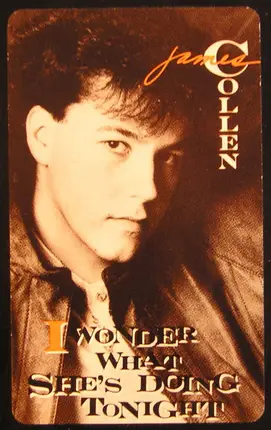 james
COLLEN
I WONDER
WHAT
SHE'S DOING
TONIGHT